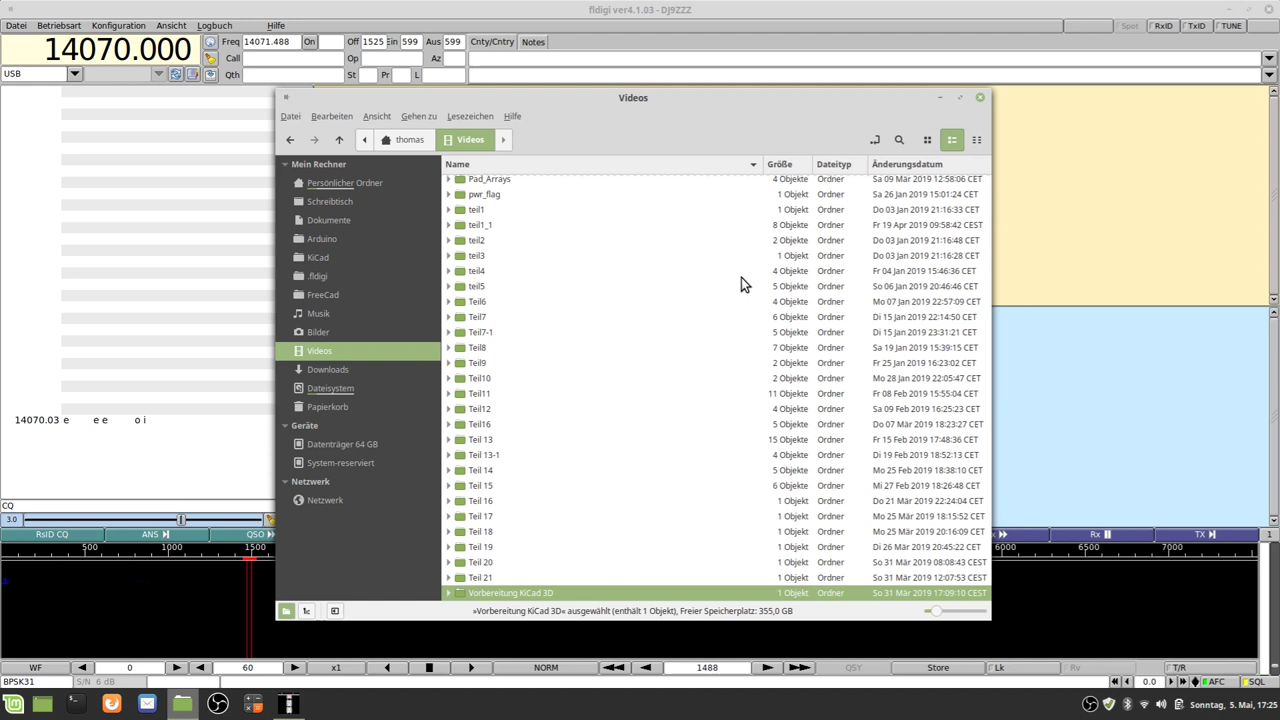 fldigi ver4.1.03 - DJ9ZZZ
Datei Betriebsart Konfiguration Ansicht Logbuch Hilfe Spot RxID TxID TUNE
14070.000
Freq 14071.488 On Off 1525 Ein 599 Aus 599 Cnty/Cntry Notes
Call Op Az
USB Qth St Pr L
Videos
Datei Bearbeiten Ansicht Gehen zu Lesezeichen Hilfe
thomas Videos
Mein Rechner
Persönlicher Ordner
Schreibtisch
Dokumente
Arduino
KiCad
.fldigi
FreeCad
Musik
Bilder
Videos
Downloads
Dateisystem
Papierkorb
Geräte
Datenträger 64 GB
System-reserviert
Netzwerk
Netzwerk
Name Größe Dateityp Änderungsdatum
Pad_Arrays 4 Objekte Ordner Sa 09 Mär 2019 12:58:06 CET
pwr_flag 1 Objekt Ordner Sa 26 Jan 2019 15:01:24 CET
teil1 1 Objekt Ordner Do 03 Jan 2019 21:16:33 CET
teil1_1 8 Objekte Ordner Fr 19 Apr 2019 09:58:42 CEST
teil2 2 Objekte Ordner Do 03 Jan 2019 21:16:48 CET
teil3 1 Objekt Ordner Do 03 Jan 2019 21:16:28 CET
teil4 4 Objekte Ordner Fr 04 Jan 2019 15:46:36 CET
teil5 5 Objekte Ordner So 06 Jan 2019 20:46:46 CET
Teil6 4 Objekte Ordner Mo 07 Jan 2019 22:57:09 CET
Teil7 6 Objekte Ordner Di 15 Jan 2019 22:14:50 CET
Teil7-1 5 Objekte Ordner Di 15 Jan 2019 23:31:21 CET
Teil8 7 Objekte Ordner Sa 19 Jan 2019 15:39:15 CET
Teil9 2 Objekte Ordner Fr 25 Jan 2019 16:23:02 CET
Teil10 2 Objekte Ordner Mo 28 Jan 2019 22:05:47 CET
Teil11 11 Objekte Ordner Fr 08 Feb 2019 15:55:04 CET
Teil12 4 Objekte Ordner Sa 09 Feb 2019 16:25:23 CET
Teil16 5 Objekte Ordner Do 07 Mär 2019 18:23:27 CET
Teil 13 15 Objekte Ordner Fr 15 Feb 2019 17:48:36 CET
Teil 13-1 4 Objekte Ordner Di 19 Feb 2019 18:52:13 CET
Teil 14 5 Objekte Ordner Mo 25 Feb 2019 18:38:10 CET
Teil 15 6 Objekte Ordner Mi 27 Feb 2019 18:26:48 CET
Teil 16 1 Objekt Ordner Do 21 Mär 2019 22:24:04 CET
Teil 17 1 Objekt Ordner Mo 25 Mär 2019 18:15:52 CET
Teil 18 1 Objekt Ordner Mo 25 Mär 2019 20:16:09 CET
Teil 19 1 Objekt Ordner Di 26 Mär 2019 20:45:22 CET
Teil 20 1 Objekt Ordner So 31 Mär 2019 08:08:43 CEST
Teil 21 1 Objekt Ordner So 31 Mär 2019 12:07:53 CEST
Vorbereitung KiCad 3D 1 Objekt Ordner So 31 Mär 2019 17:09:10 CEST
»Vorbereitung KiCad 3D« ausgewählt (enthält 1 Objekt), Freier Speicherplatz: 355,0 GB
14070.03 e e e o i
CQ
3.0
RsID CQ ANS QSO Rx TX 1
500 1000 1500 6000 6500 7000
WF 0 60 x1 NORM 1488 QSY Store Lk Rv T/R
BPSK31 S/N 6 dB 0.0 AFC SQL
Sonntag, 5. Mai, 17:25